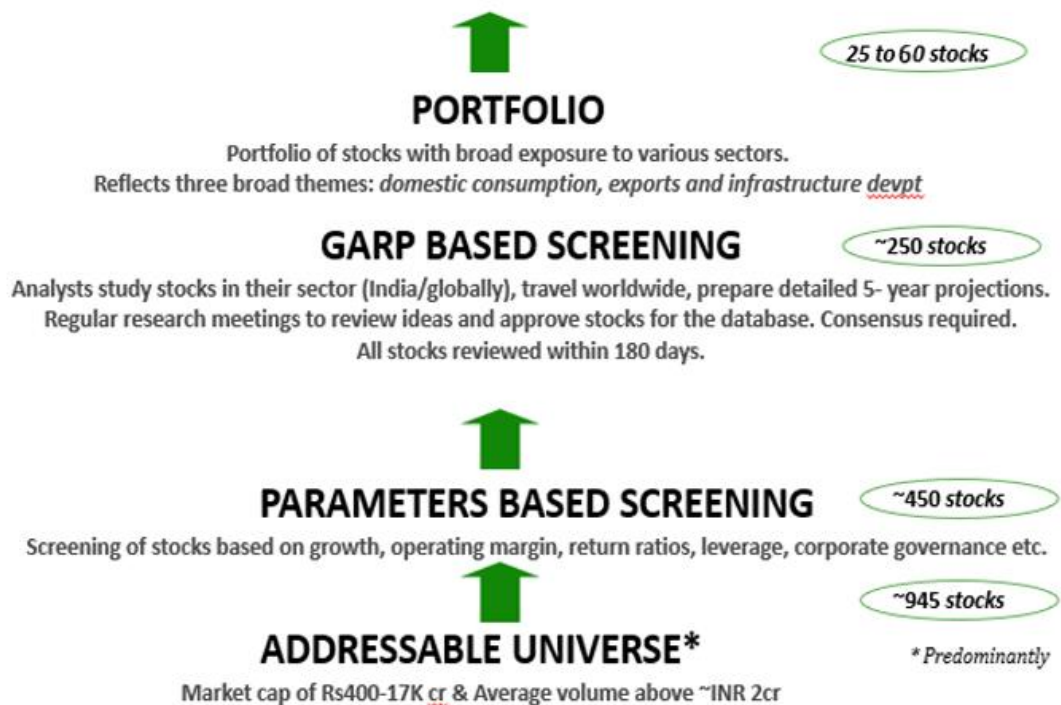 25 to 60 stocks
PORTFOLIO
Portfolio of stocks with broad exposure to various sectors.
Reflects three broad themes: domestic consumption, exports and infrastructure devpt
GARP BASED SCREENING
~250 stocks
Analysts study stocks in their sector (India/globally), travel worldwide, prepare detailed 5- year projections.
Regular research meetings to review ideas and approve stocks for the database. Consensus required.
All stocks reviewed within 180 days.
PARAMETERS BASED SCREENING
~450 stocks
Screening of stocks based on growth, operating margin, return ratios, leverage, corporate governance etc.
~945 stocks
ADDRESSABLE UNIVERSE*
* Predominantly
Market cap of Rs400-17K cr & Average volume above ~INR 2cr